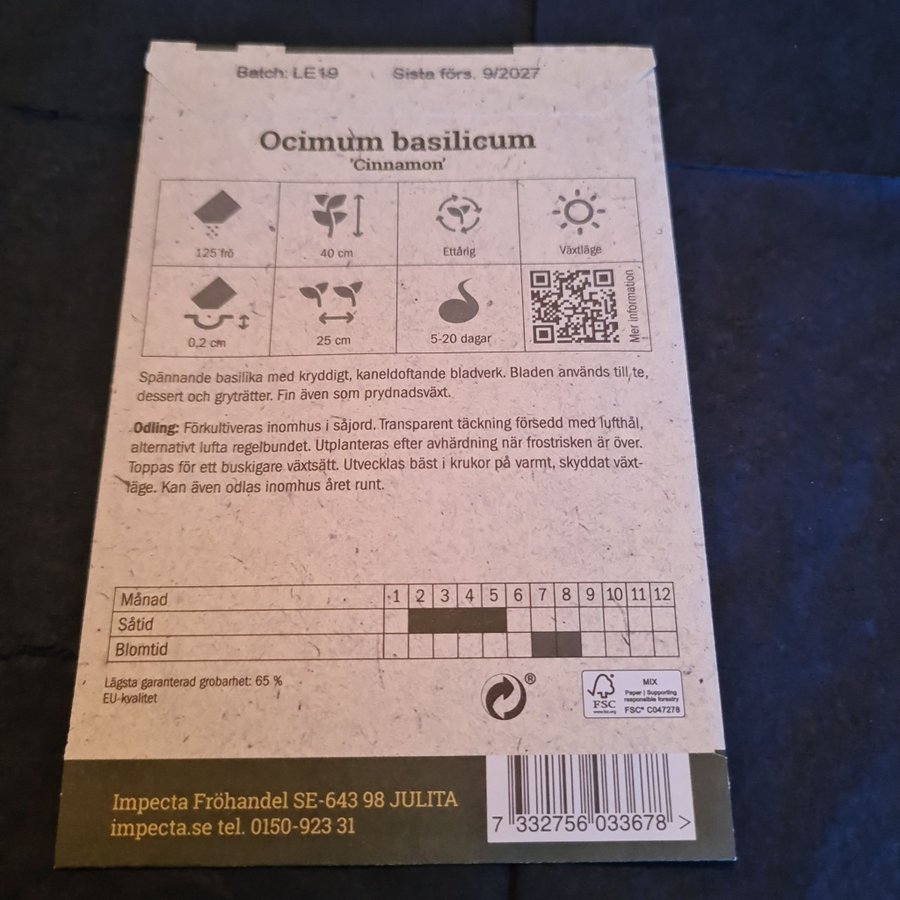 Batch: LE19 Sista förs. 9/2027
Ocimum basilicum
'Cinnamon'
125 frö 40 cm Ettårig Växtläge
0,2 cm 25 cm 5-20 dagar Mer information
Spännande basilika med kryddigt, kaneldoftande bladverk. Bladen används till te,
dessert och gryträtter. Fin även som prydnadsväxt.
Odling: Förkultiveras inomhus i såjord. Transparent täckning försedd med lufthål,
alternativt lufta regelbundet. Utplanteras efter avhärdning när frostrisken är över.
Toppas för ett buskigare växtsätt. Utvecklas bäst i krukor på varmt, skyddat växt-
läge. Kan även odlas inomhus året runt.
Månad 1 2 3 4 5 6 7 8 9 10 11 12
Såtid
Blomtid
Lägsta garanterad grobarhet: 65 %
EU-kvalitet
®
FSC
www.fsc.org
MIX
Paper | Supporting
responsible forestry
FSC® C047278
Impecta Fröhandel SE-643 98 JULITA
impecta.se tel. 0150-923 31
7 332756 033678 >